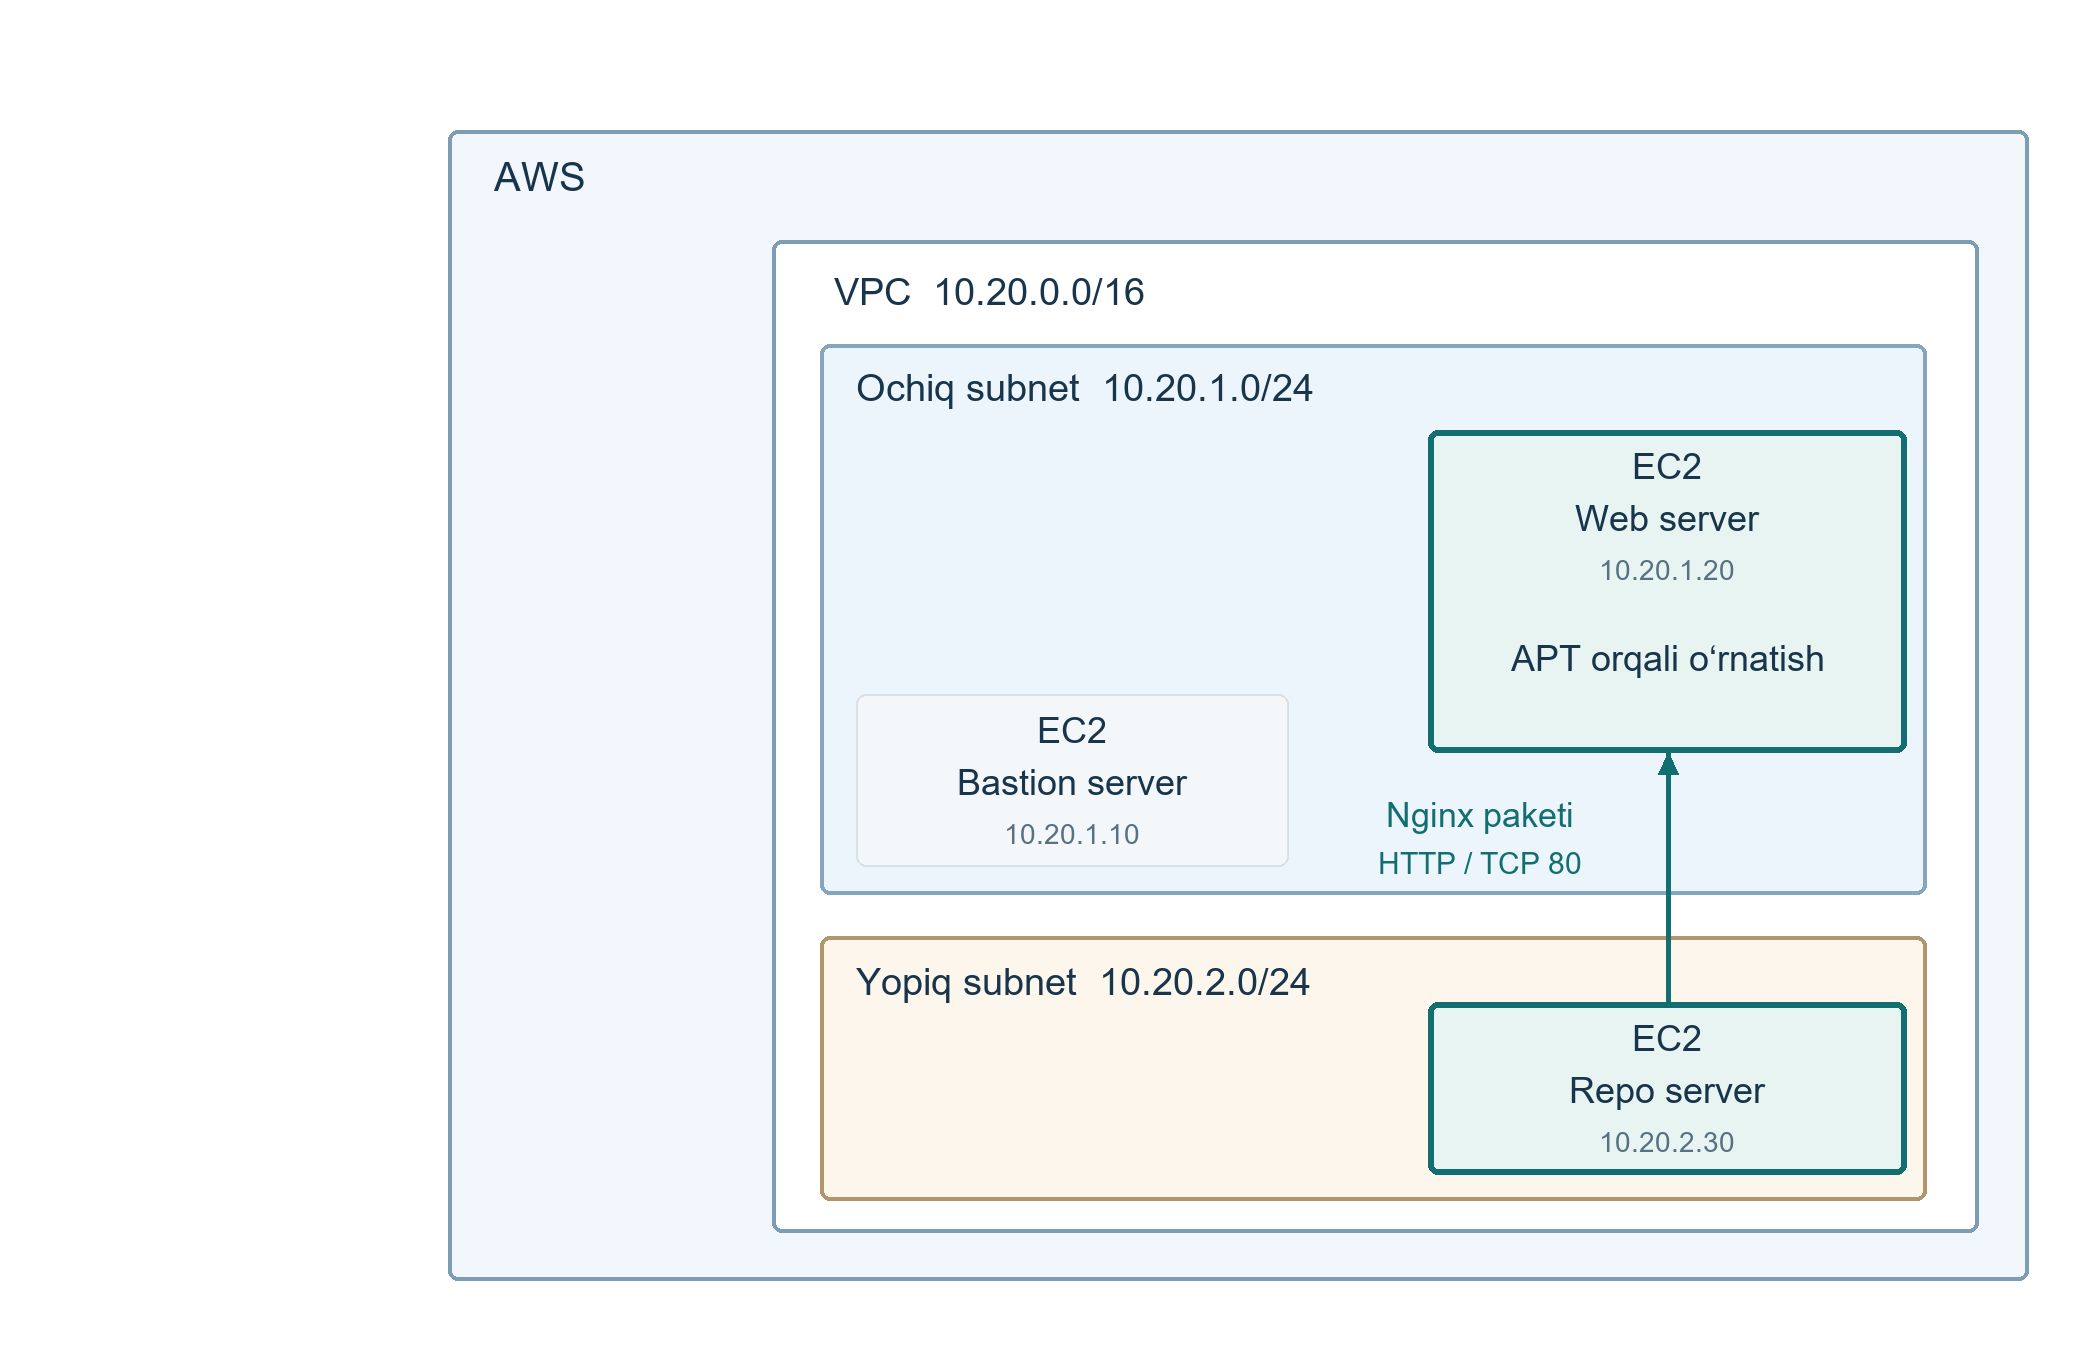 AWS
VPC  10.20.0.0/16
Ochiq subnet  10.20.1.0/24
EC2
Web server
10.20.1.20
APT orqali o‘rnatish
EC2
Bastion server
10.20.1.10
Nginx paketi
HTTP / TCP 80
Yopiq subnet  10.20.2.0/24
EC2
Repo server
10.20.2.30